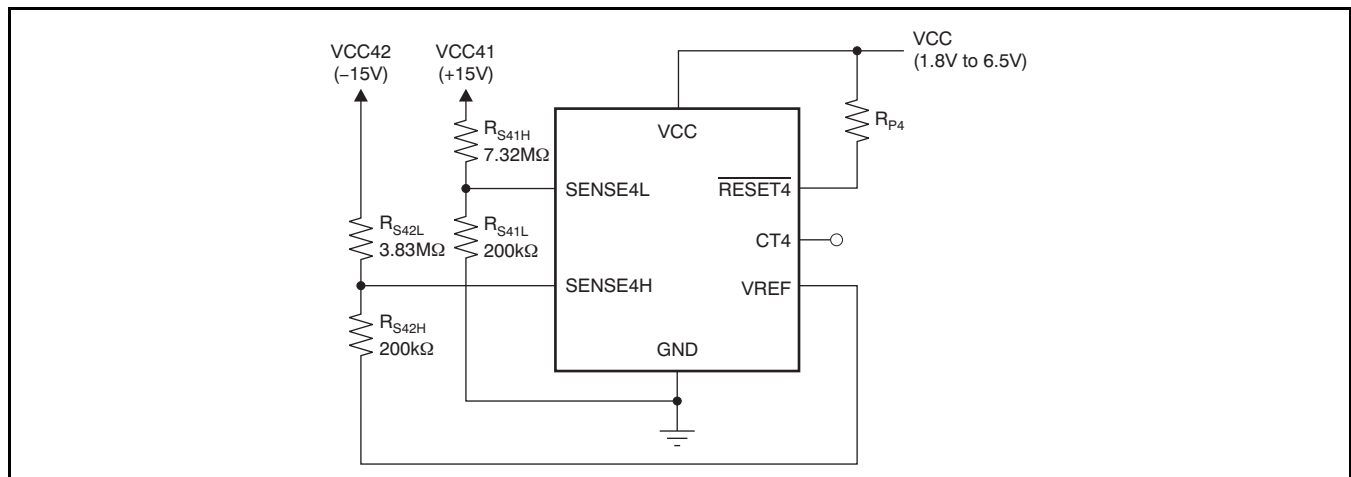 VCC42
(−15V)
VCC41
(+15V)
VCC
(1.8V to 6.5V)
RS41H
7.32MΩ
VCC
RP4
SENSE4L
RESET4
RS42L
3.83MΩ
RS41L
200kΩ
CT4
SENSE4H
VREF
RS42H
200kΩ
GND